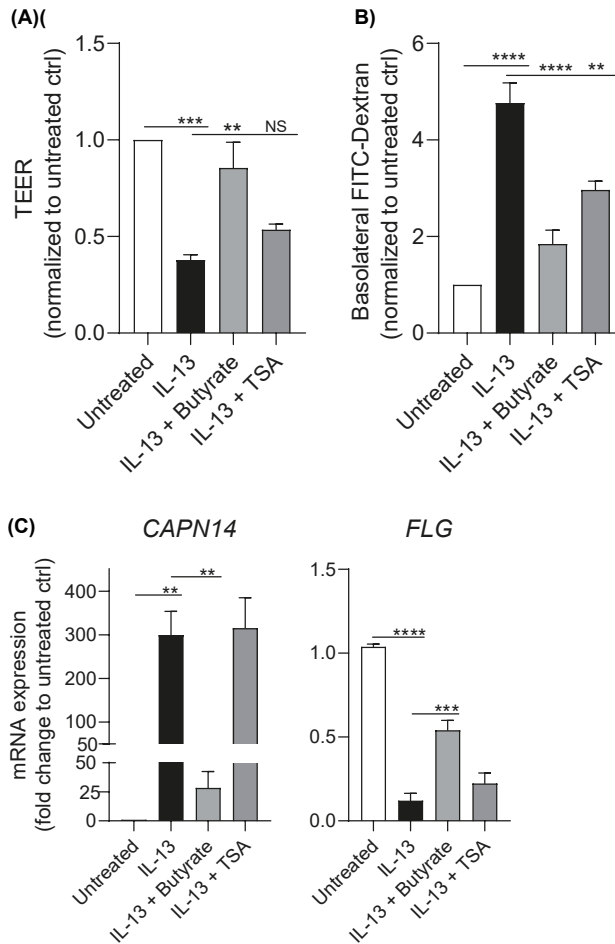 (A)(
TEER
(normalized to untreated ctrl)
1.5
1.0
0.5
0.0
***
**
NS
Untreated
IL-13
IL-13 + Butyrate
IL-13 + TSA
B)
Basolateral FITC-Dextran
(normalized to untreated ctrl)
6
4
2
0
****
****
**
Untreated
IL-13
IL-13 + Butyrate
IL-13 + TSA
(C)
CAPN14
mRNA expression
(fold change to untreated ctrl)
400
300
200
100
50
50
25
0
**
**
Untreated
IL-13
IL-13 + Butyrate
IL-13 + TSA
FLG
1.5
1.0
0.5
0.0
****
***
Untreated
IL-13
IL-13 + Butyrate
IL-13 + TSA